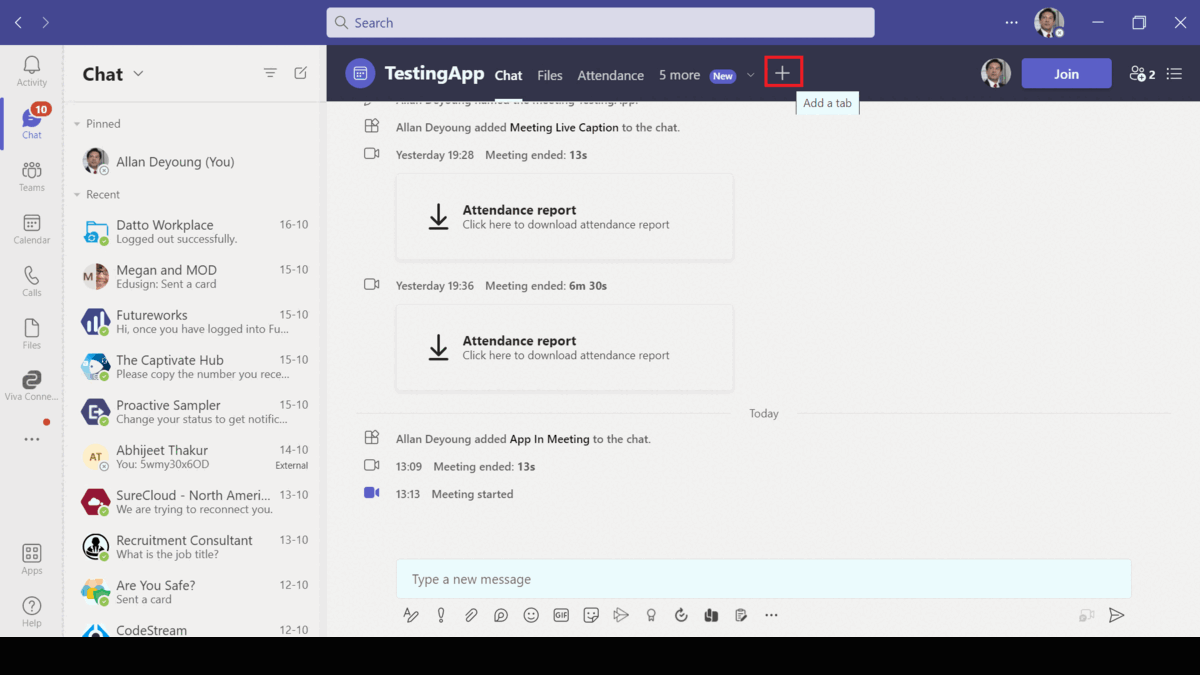 Search
Activity
10
Chat
Teams
Calendar
Calls
Files
Viva Conne...
Apps
Help
Chat
Pinned
Allan Deyoung (You)
Recent
Datto Workplace 16-10
Logged out successfully.
M
Megan and MOD 15-10
Edusign: Sent a card
Futureworks 15-10
Hi, once you have logged into Fu...
The Captivate Hub 15-10
Please copy the number you rece...
Proactive Sampler 15-10
Change your status to get notific...
AT
Abhijeet Thakur 14-10
You: 5wmy30x6OD External
SureCloud - North Ameri... 13-10
We are trying to reconnect you.
Recruitment Consultant 13-10
What is the job title?
Are You Safe? 12-10
Sent a card
CodeStream 12-10
TestingApp Chat Files Attendance 5 more New
Add a tab
Join
2
Allan Deyoung named the meeting TestingApp.
Allan Deyoung added Meeting Live Caption to the chat.
Yesterday 19:28 Meeting ended: 13s
Attendance report
Click here to download attendance report
Yesterday 19:36 Meeting ended: 6m 30s
Attendance report
Click here to download attendance report
Today
Allan Deyoung added App In Meeting to the chat.
13:09 Meeting ended: 13s
13:13 Meeting started
Type a new message
GIF